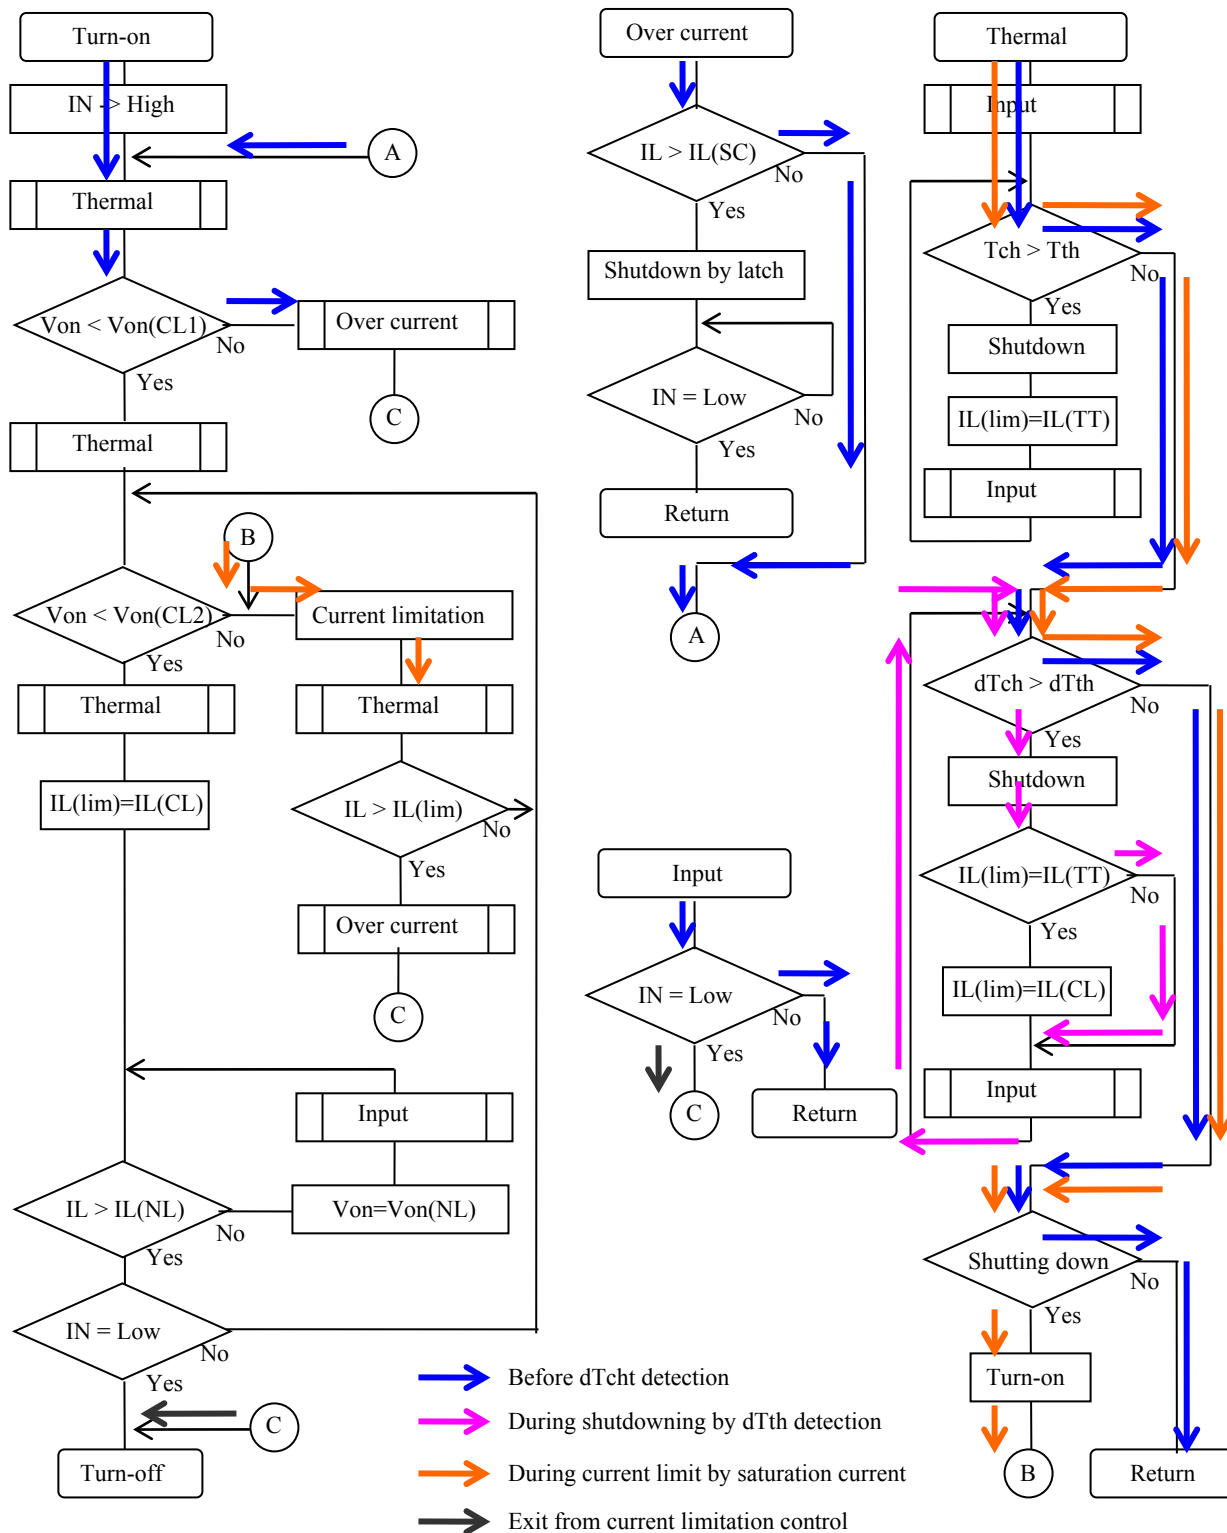 Turn-on
IN -> High
A
Thermal
Von < Von(CL1)
No
Yes
Over current
C
Thermal
B
Von < Von(CL2)
No
Yes
Current limitation
Thermal
Thermal
IL(lim)=IL(CL)
IL > IL(lim)
No
Yes
Over current
C
Input
Von=Von(NL)
IL > IL(NL)
No
Yes
IN = Low
No
Yes
C
Turn-off
Over current
IL > IL(SC)
No
Yes
Shutdown by latch
IN = Low
No
Yes
Return
A
Input
IN = Low
No
Yes
C
Return
Thermal
Input
Tch > Tth
No
Yes
Shutdown
IL(lim)=IL(TT)
Input
dTch > dTth
No
Yes
Shutdown
IL(lim)=IL(TT)
No
Yes
IL(lim)=IL(CL)
Input
Shutting down
No
Yes
Turn-on
B
Return
Before dTcht detection
During shutdowning by dTth detection
During current limit by saturation current
Exit from current limitation control